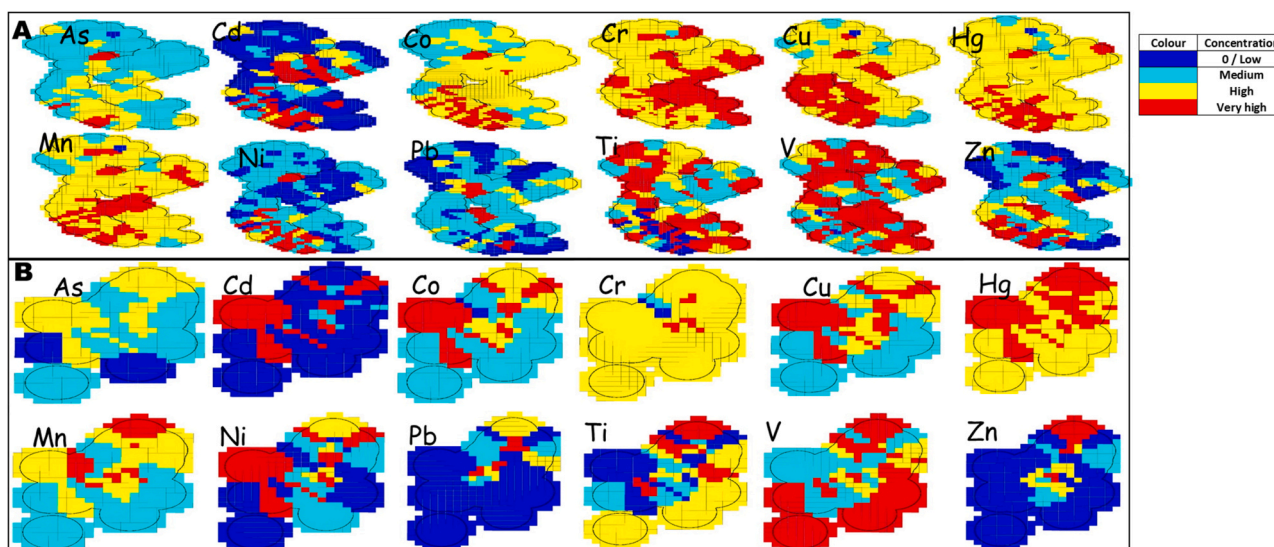 A
As Cd Co Cr Cu Hg
Mn Ni Pb Ti V Zn
B
As Cd Co Cr Cu Hg
Mn Ni Pb Ti V Zn
Colour Concentration
0 / Low
Medium
High
Very high